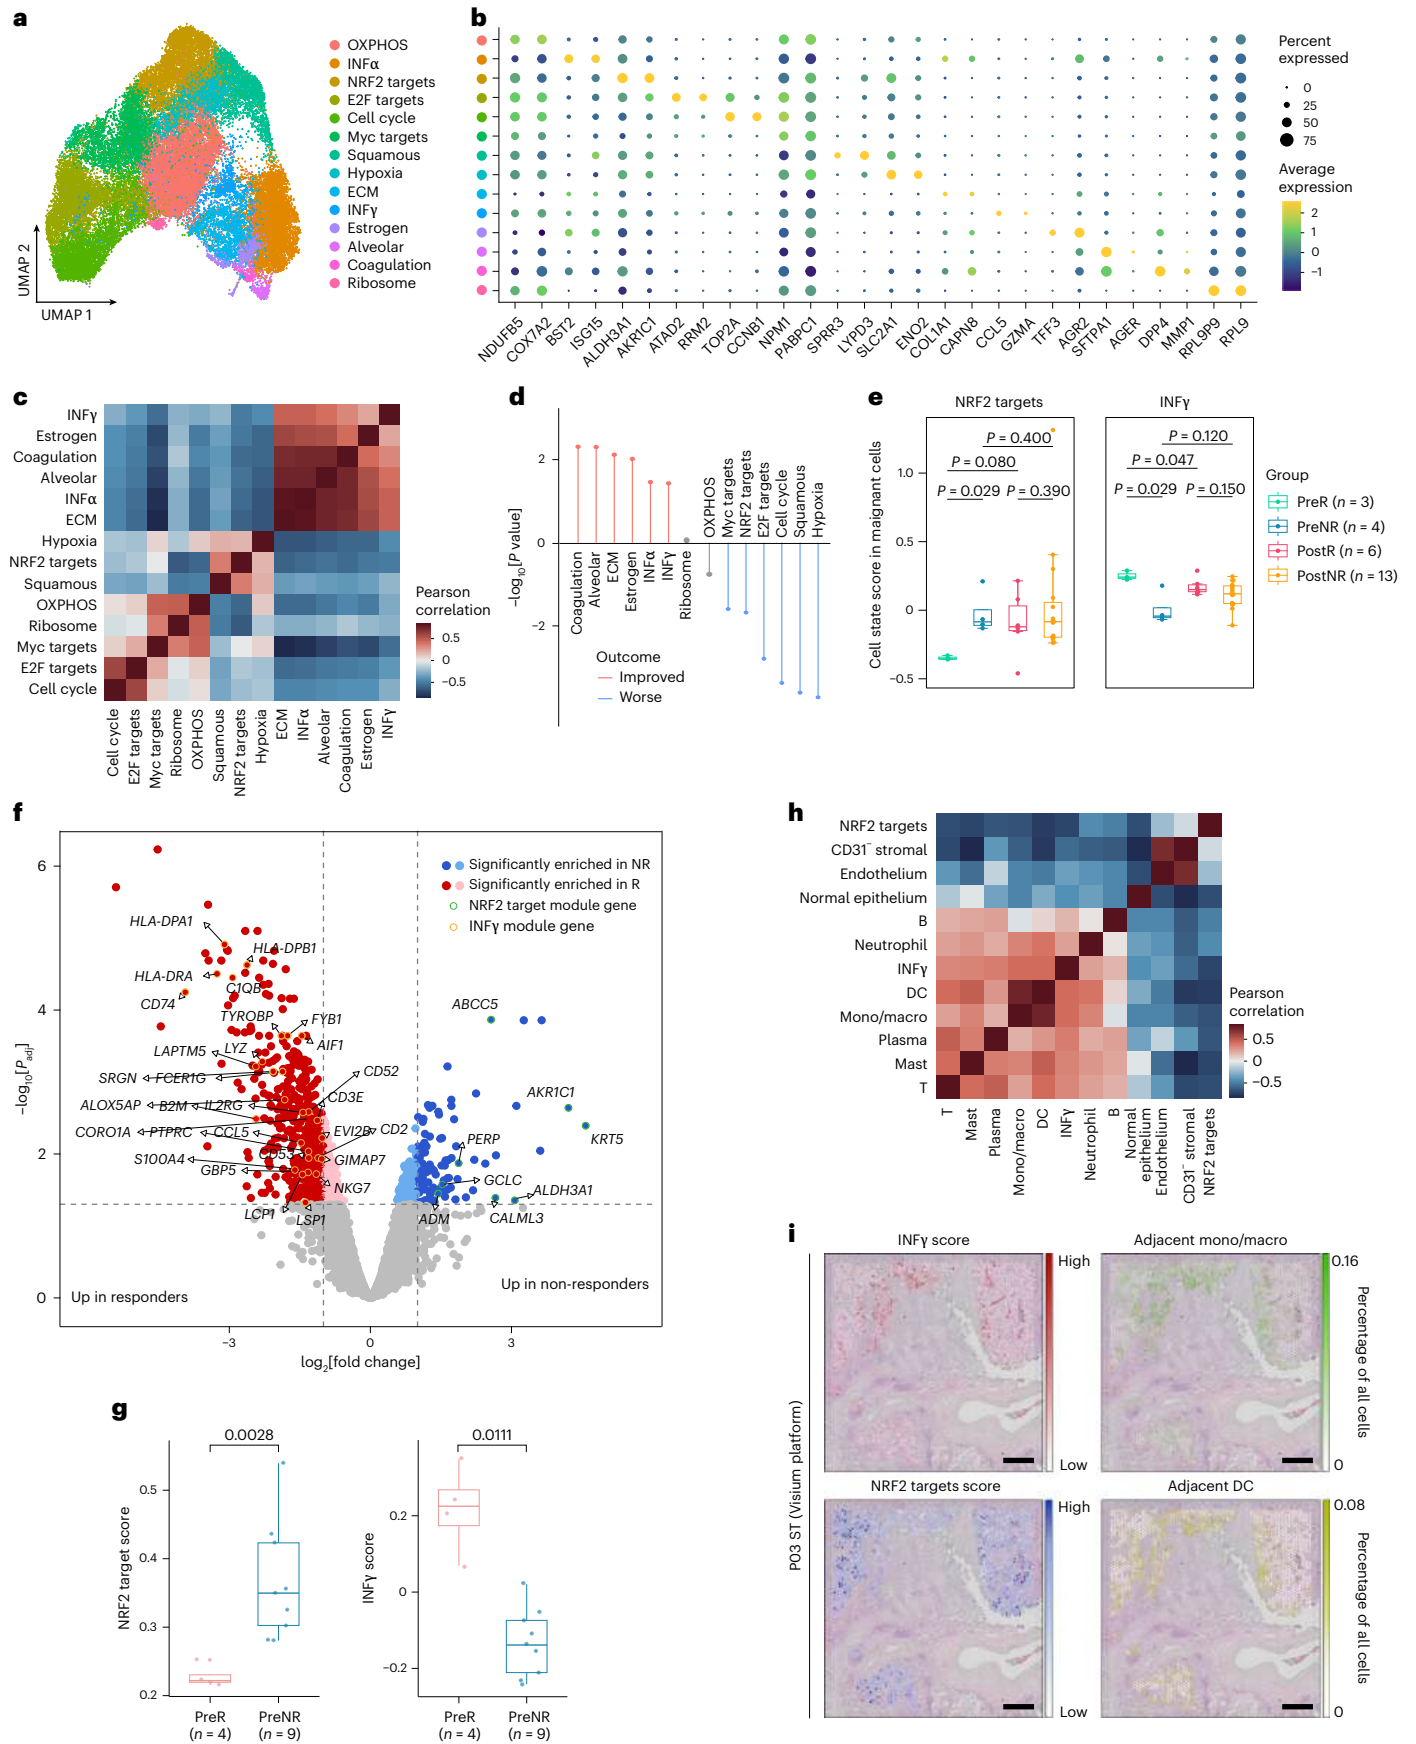 a
OXPHOS
INFα
NRF2 targets
E2F targets
Cell cycle
Myc targets
Squamous
Hypoxia
ECM
INFγ
Estrogen
Alveolar
Coagulation
Ribosome
UMAP 2
UMAP 1
b
NDUFB5
COX7A2
BST2
ISG15
ALDH3A1
AKR1C1
ATAD2
RRM2
TOP2A
CCNB1
NPM1
PABPC1
SPRR3
LYPD3
SLC2A1
ENO2
COL1A1
CAPN8
CCL5
GZMA
TFF3
AGR2
SFTPA1
AGER
DPP4
MMP1
RPL9P9
RPL9
Percent
expressed
0
25
50
75
Average
expression
2
1
0
−1
c
INFγ
Estrogen
Coagulation
Alveolar
INFα
ECM
Hypoxia
NRF2 targets
Squamous
OXPHOS
Ribosome
Myc targets
E2F targets
Cell cycle
Cell cycle
E2F targets
Myc targets
Ribosome
OXPHOS
Squamous
NRF2 targets
Hypoxia
ECM
INFα
Alveolar
Coagulation
Estrogen
INFγ
Pearson
correlation
0.5
0
−0.5
d
−log10[P value]
2
0
−2
Coagulation
Alveolar
ECM
Estrogen
INFα
INFγ
Ribosome
OXPHOS
Myc targets
NRF2 targets
E2F targets
Cell cycle
Squamous
Hypoxia
Outcome
Improved
Worse
e
NRF2 targets
INFγ
Cell state score in maignant cells
1.0
0.5
0
−0.5
P = 0.400
P = 0.080
P = 0.029
P = 0.390
P = 0.120
P = 0.047
P = 0.029
P = 0.150
Group
PreR (n = 3)
PreNR (n = 4)
PostR (n = 6)
PostNR (n = 13)
f
−log10[Padj]
6
4
2
0
−3
0
3
log2[fold change]
Significantly enriched in NR
Significantly enriched in R
NRF2 target module gene
INFγ module gene
HLA-DPA1
HLA-DPB1
HLA-DRA
C1QB
CD74
TYROBP
FYB1
AIF1
LAPTM5
LYZ
SRGN
FCER1G
CD52
CD3E
ALOX5AP
B2M
IL2RG
CORO1A
PTPRC
CCL5
EVI2B
CD2
S100A4
CD53
GIMAP7
GBP5
NKG7
LCP1
LSP1
ABCC5
AKR1C1
KRT5
PERP
GCLC
ALDH3A1
ADM
CALML3
Up in responders
Up in non-responders
g
NRF2 target score
0.5
0.4
0.3
0.2
0.0028
PreR
(n = 4)
PreNR
(n = 9)
INFγ score
0.2
0
−0.2
0.0111
PreR
(n = 4)
PreNR
(n = 9)
h
NRF2 targets
CD31− stromal
Endothelium
Normal epithelium
B
Neutrophil
INFγ
DC
Mono/macro
Plasma
Mast
T
T
Mast
Plasma
Mono/macro
DC
INFγ
Neutrophil
B
Normal
epithelium
Endothelium
CD31− stromal
NRF2 targets
Pearson
correlation
0.5
0
−0.5
i
P03 ST (Visium platform)
INFγ score
High
Low
Adjacent mono/macro
0.16
0
Percentage of all cells
NRF2 targets score
High
Low
Adjacent DC
0.08
0
Percentage of all cells